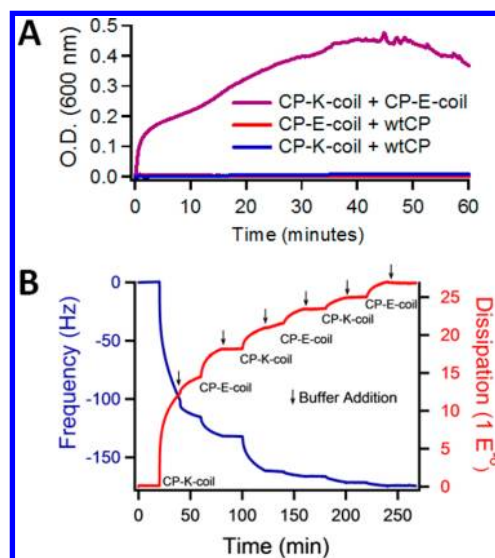 A
0.5
0.4
0.3
0.2
0.1
0.0
O.D. (600 nm)
CP-K-coil + CP-E-coil
CP-E-coil + wtCP
CP-K-coil + wtCP
0 10 20 30 40 50 60
Time (minutes)
B
0
-50
-100
-150
Frequency (Hz)
CP-E-coil
CP-K-coil
CP-E-coil
CP-K-coil
CP-E-coil
Buffer Addition
CP-K-coil
25
20
15
10
5
0
Dissipation (1 E⁻⁶)
0 50 100 150 200 250
Time (min)